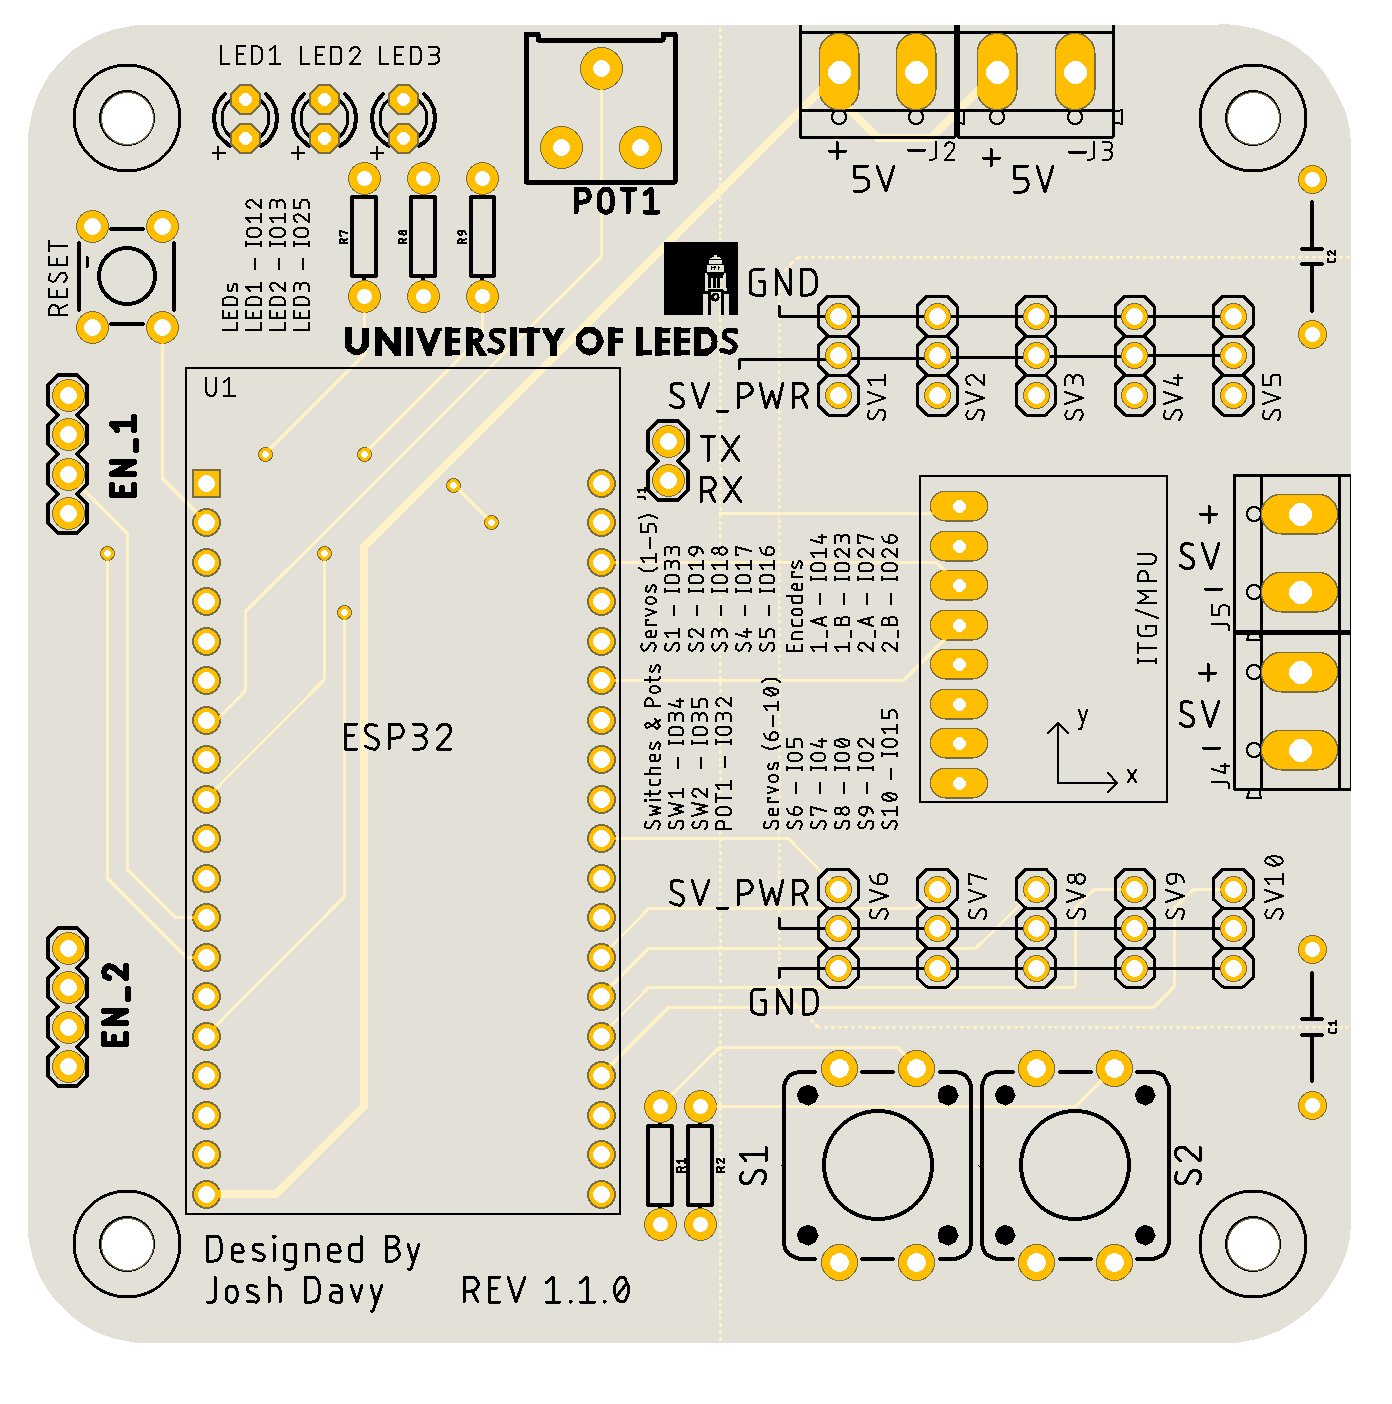 LED1 LED2 LED3
+ + +
POT1
+ - J2
5V
+ - J3
5V
RESET
LEDs
LED1 - IO12
LED2 - IO13
LED3 - IO25
R7
R8
R9
C2
UNIVERSITY OF LEEDS
GND
SV_PWR
SV1
SV2
SV3
SV4
SV5
U1
EN_1
TX
RX
J1
Servos (1-5)
S1 - IO33
S2 - IO19
S3 - IO18
S4 - IO17
S5 - IO16
Encoders
1_A - IO14
1_B - IO23
2_A - IO27
2_B - IO26
ITG/MPU
+
SV
-
J5
+
SV
-
J4
ESP32
Switches & Pots
SW1 - IO34
SW2 - IO35
POT1 - IO32
Servos (6-10)
S6 - IO5
S7 - IO4
S8 - IO0
S9 - IO2
S10 - IO15
y
x
SV_PWR
SV6
SV7
SV8
SV9
SV10
GND
EN_2
C1
R1
R2
S1
S2
Designed By
Josh Davy
REV 1.1.0